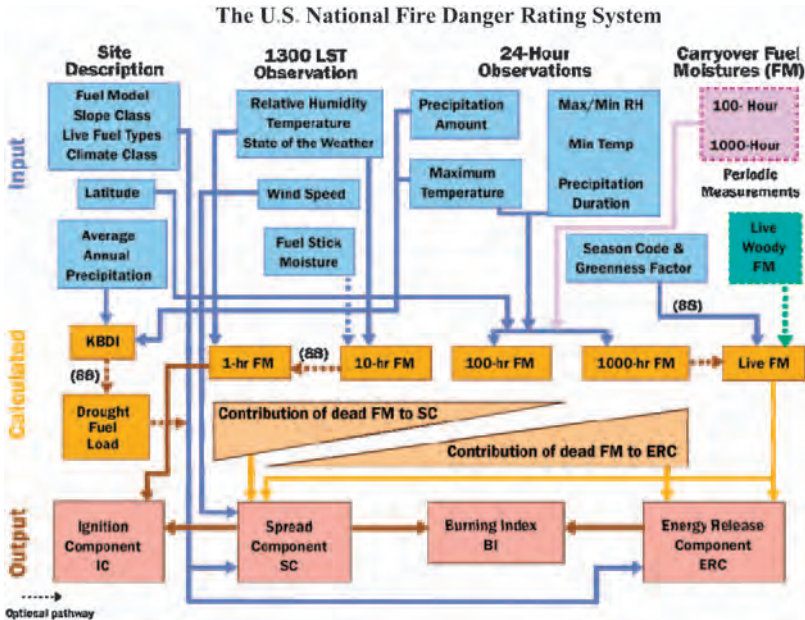 The U.S. National Fire Danger Rating System
Site
Description
1300 LST
Observation
24-Hour
Observations
Carryover Fuel
Moistures (FM)
Input
Fuel Model
Slope Class
Live Fuel Types
Climate Class
Relative Humidity
Temperature
State of the Weather
Precipitation
Amount
Max/Min RH
Min Temp
Precipitation
Duration
100- Hour
1000-Hour
Latitude
Wind Speed
Maximum
Temperature
Periodic
Measurements
Average
Annual
Precipitation
Fuel Stick
Moisture
Season Code &
Greenness Factor
Live
Woody
FM
(88)
Calculated
KBDI
1-hr FM
(88)
10-hr FM
100-hr FM
1000-hr FM
Live FM
(88)
Drought
Fuel
Load
Contribution of dead FM to SC
Contribution of dead FM to ERC
Output
Ignition
Component
IC
Spread
Component
SC
Burning Index
BI
Energy Release
Component
ERC
Optional pathway